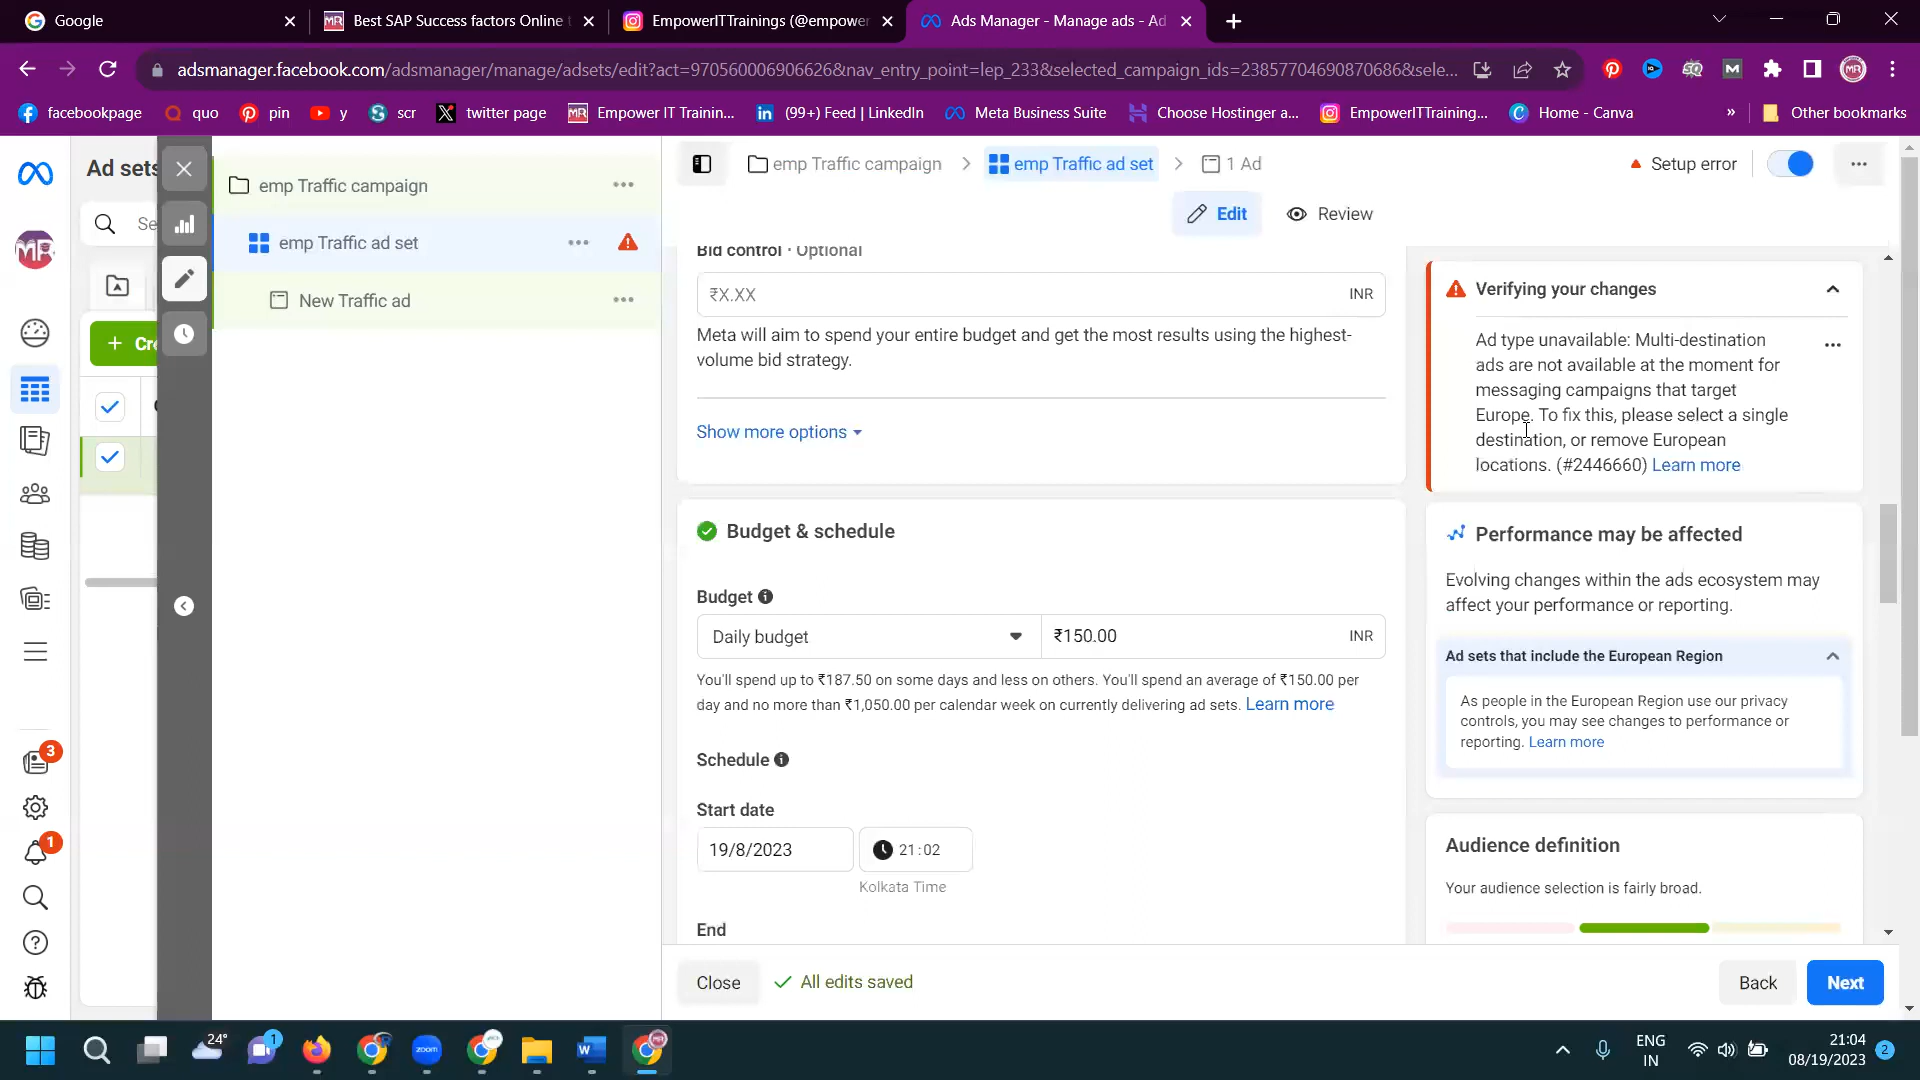 Google
Best SAP Success factors Online
EmpowerITTrainings (@empower
Ads Manager - Manage ads - Ad
adsmanager.facebook.com/adsmanager/manage/adsets/edit?act=970560006906626&nav_entry_point=lep_233&selected_campaign_ids=23857704690870686&sele...
facebookpage
quo
pin
y
scr
twitter page
Empower IT Trainin...
(99+) Feed | LinkedIn
Meta Business Suite
Choose Hostinger a...
EmpowerITTraining...
Home - Canva
»
Other bookmarks
Ad sets
Se
+ Cre
emp Traffic campaign
emp Traffic ad set
New Traffic ad
emp Traffic campaign
emp Traffic ad set
1 Ad
Setup error
Edit
Review
Bid control · Optional
₹X.XX
INR
Meta will aim to spend your entire budget and get the most results using the highest-
volume bid strategy.
Show more options
Budget & schedule
Budget
Daily budget
₹150.00
INR
You'll spend up to ₹187.50 on some days and less on others. You'll spend an average of ₹150.00 per
day and no more than ₹1,050.00 per calendar week on currently delivering ad sets. Learn more
Schedule
Start date
19/8/2023
21:02
Kolkata Time
End
Verifying your changes
Ad type unavailable: Multi-destination
ads are not available at the moment for
messaging campaigns that target
Europe. To fix this, please select a single
destination, or remove European
locations. (#2446660) Learn more
Performance may be affected
Evolving changes within the ads ecosystem may
affect your performance or reporting.
Ad sets that include the European Region
As people in the European Region use our privacy
controls, you may see changes to performance or
reporting. Learn more
Audience definition
Your audience selection is fairly broad.
3
1
Close
All edits saved
Back
Next
24°
1
zoom
ENG
IN
21:04
08/19/2023
2